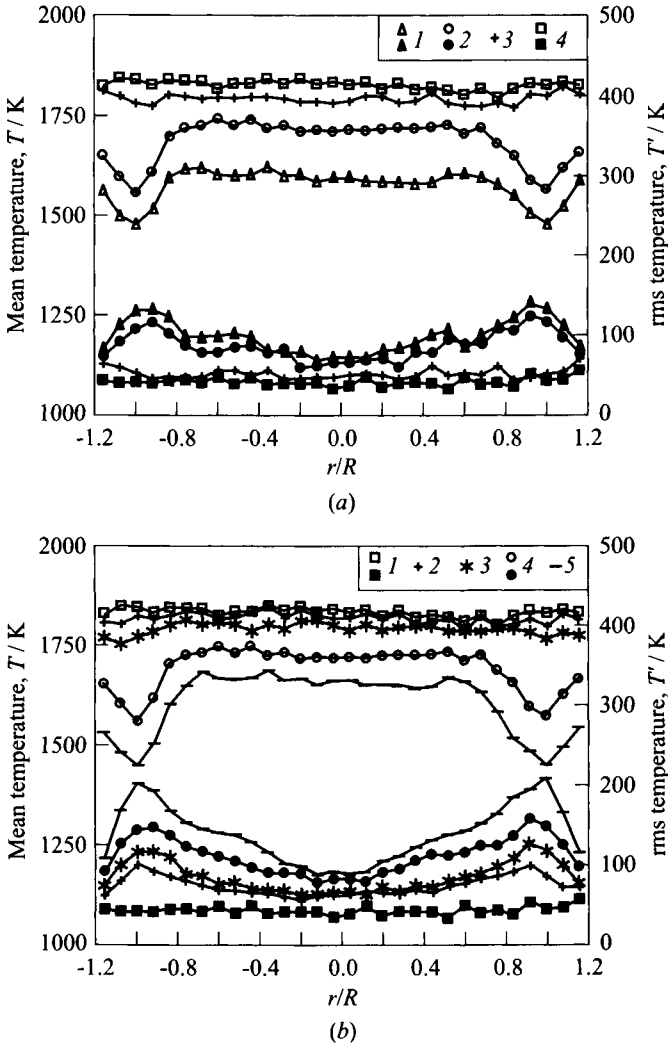 2000
1750
1500
1250
1000
Mean temperature, T / K
500
400
300
200
100
0
rms temperature, T' / K
1 2 3 4
-1.2 -0.8 -0.4 0.0 0.4 0.8 1.2
r/R
(a)
2000
1750
1500
1250
1000
Mean temperature, T / K
500
400
300
200
100
0
rms temperature, T' / K
1 2 3 4 5
-1.2 -0.8 -0.4 0.0 0.4 0.8 1.2
r/R
(b)